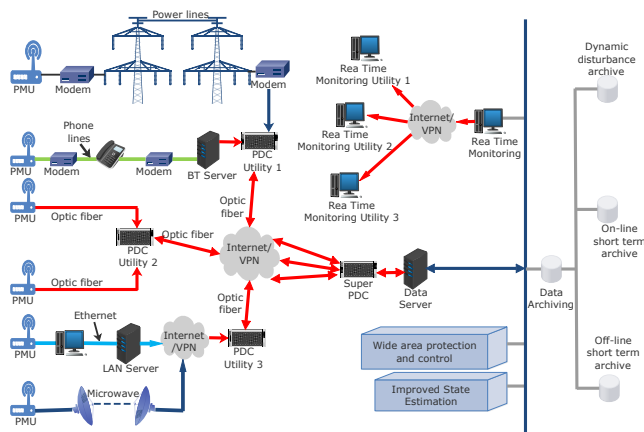 Power lines
PMU
Modem
Modem
Rea Time
Monitoring Utility 1
Dynamic
disturbance
archive
Phone
lines
PMU
Modem
Modem
BT Server
PDC
Utility 1
Rea Time
Monitoring Utility 2
Internet/
VPN
Rea Time
Monitoring
Rea Time
Monitoring Utility 3
Optic fiber
PMU
Optic fiber
PDC
Utility 2
Optic fiber
Internet/
VPN
On-line
short term
archive
Optic fiber
PMU
Super
PDC
Data
Server
Data
Archiving
Optic
fiber
Ethernet
PMU
LAN Server
Internet
/VPN
PDC
Utility 3
Wide area protection
and control
Off-line
short term
archive
Microwave
PMU
Improved State
Estimation